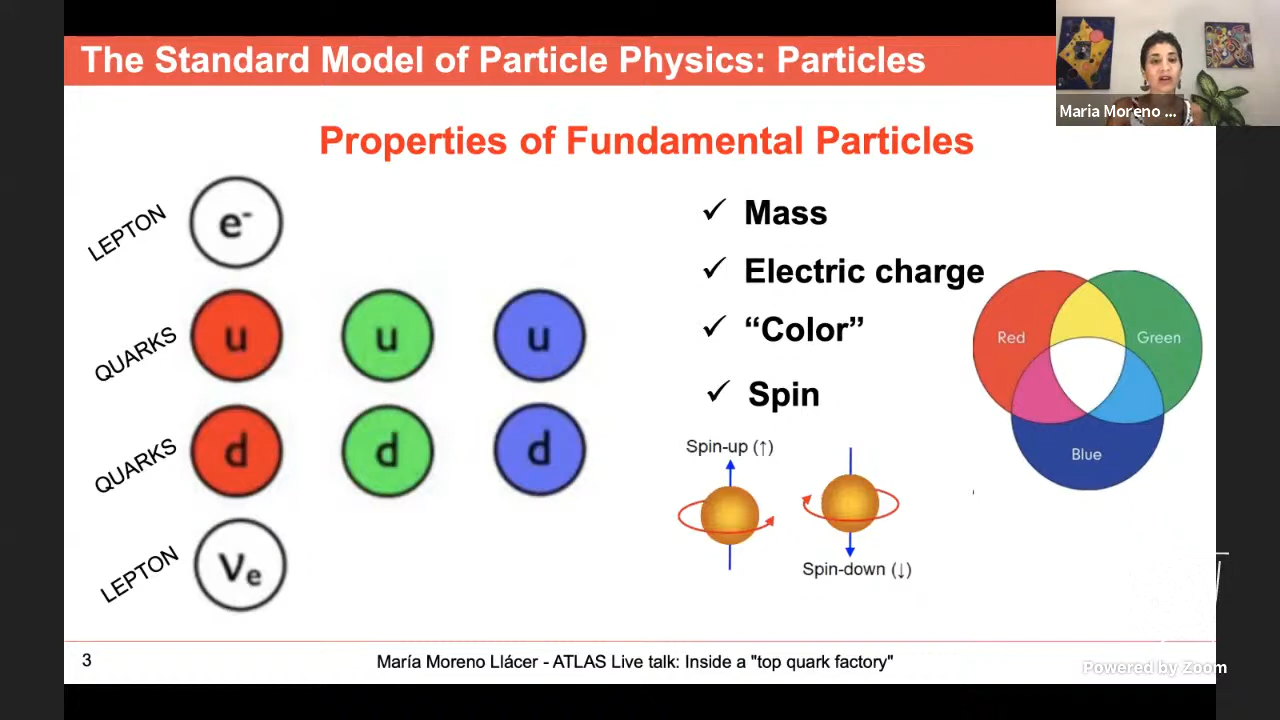 The Standard Model of Particle Physics: Particles
Maria Moreno ...
Properties of Fundamental Particles
LEPTON
e-
QUARKS
u
u
u
QUARKS
d
d
d
LEPTON
νe
✓ Mass
✓ Electric charge
✓ “Color”
✓ Spin
Red
Green
Blue
Spin-up (↑)
Spin-down (↓)
3
María Moreno Llácer - ATLAS Live talk: Inside a "top quark factory"
Powered by Zoom